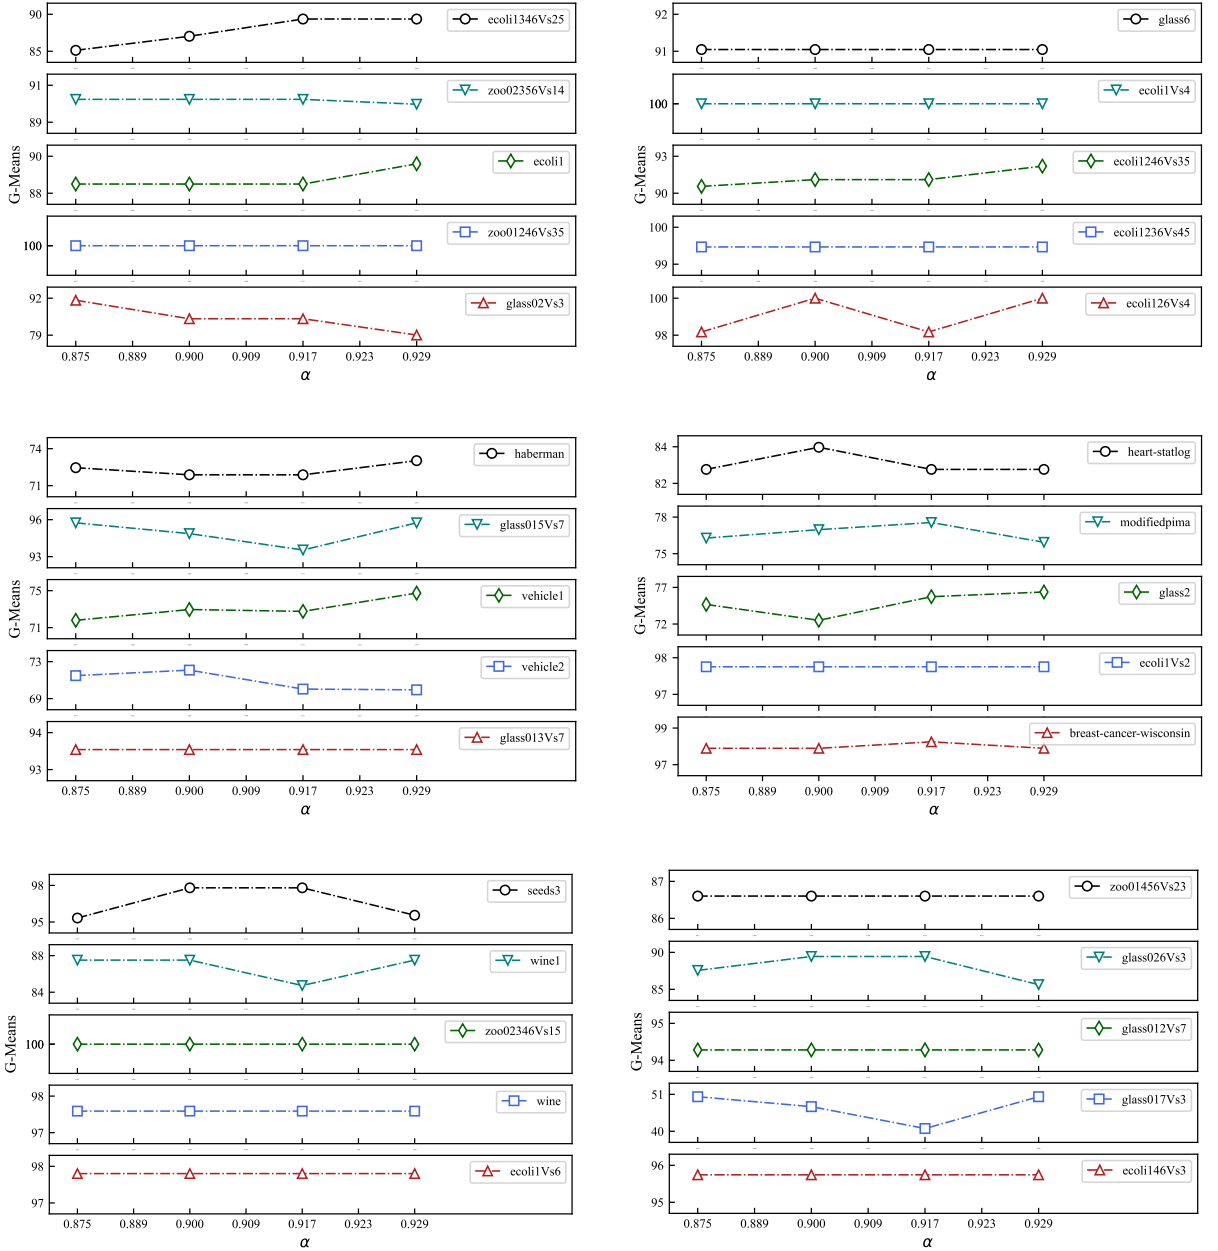 90
85
ecoli1346Vs25
91
89
zoo02356Vs14
90
88
ecoli1
100
zoo01246Vs35
92
79
glass02Vs3
G-Means
0.875 0.889 0.900 0.909 0.917 0.923 0.929
α
92
91
glass6
100
ecoli1Vs4
93
90
ecoli1246Vs35
100
99
ecoli1236Vs45
100
98
ecoli126Vs4
G-Means
0.875 0.889 0.900 0.909 0.917 0.923 0.929
α
74
71
haberman
96
93
glass015Vs7
75
71
vehicle1
73
69
vehicle2
94
93
glass013Vs7
G-Means
0.875 0.889 0.900 0.909 0.917 0.923 0.929
α
84
82
heart-statlog
78
75
modifiedpima
77
72
glass2
98
97
ecoli1Vs2
99
97
breast-cancer-wisconsin
G-Means
0.875 0.889 0.900 0.909 0.917 0.923 0.929
α
98
95
seeds3
88
84
wine1
100
zoo02346Vs15
98
97
wine
98
97
ecoli1Vs6
G-Means
0.875 0.889 0.900 0.909 0.917 0.923 0.929
α
87
86
zoo01456Vs23
90
85
glass026Vs3
95
94
glass012Vs7
51
40
glass017Vs3
96
95
ecoli146Vs3
G-Means
0.875 0.889 0.900 0.909 0.917 0.923 0.929
α